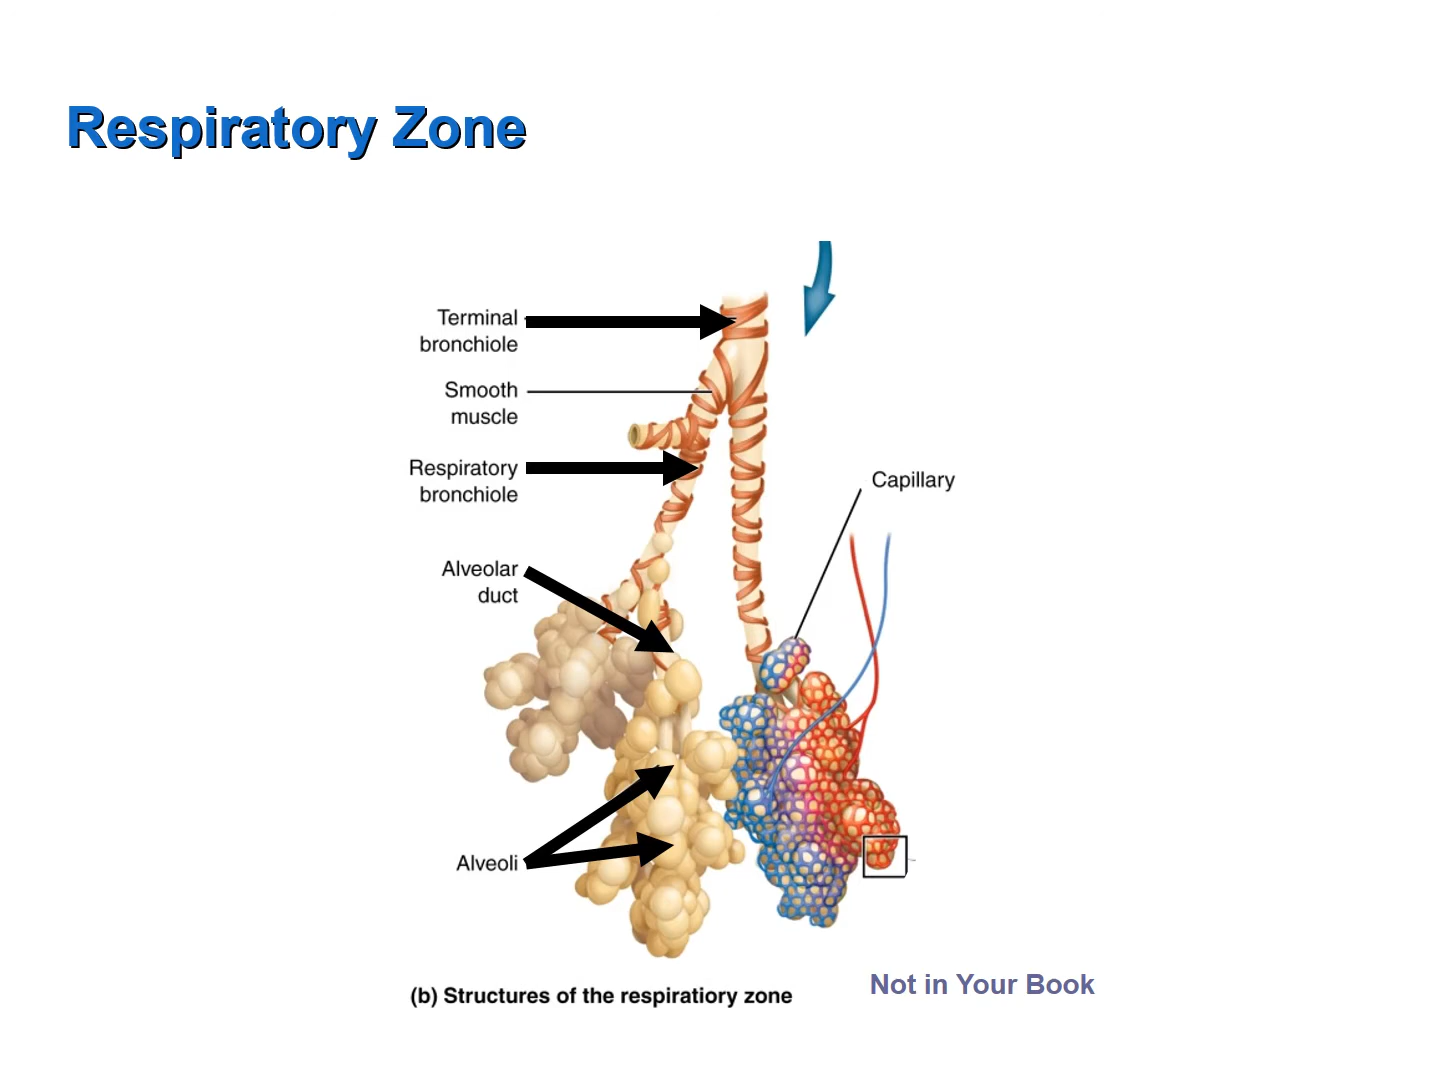 Respiratory Zone
Terminal
bronchiole
Smooth
muscle
Respiratory
bronchiole
Capillary
Alveolar
duct
Alveoli
(b) Structures of the respiratiory zone
Not in Your Book